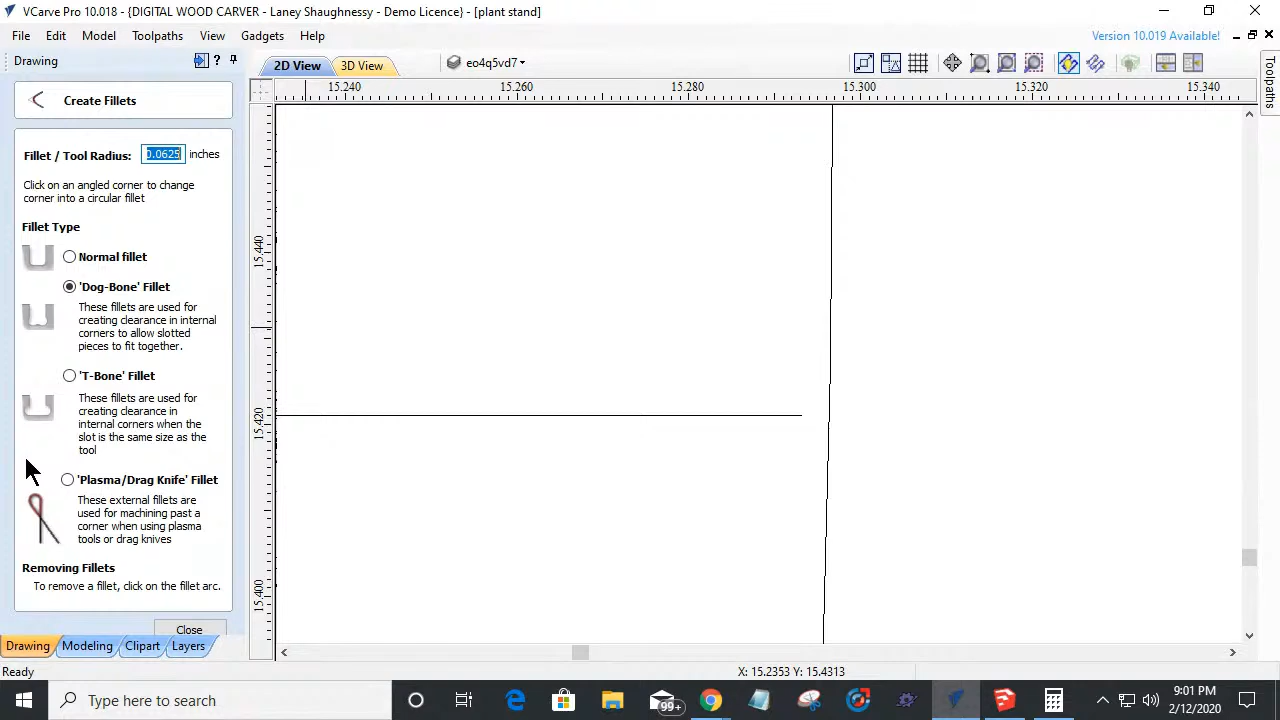 VCarve Pro 10.018 - {DIGITAL WOOD CARVER - Laney Shaughnessy - Demo Licence} - [plant stand]
File Edit Model Toolpaths View Gadgets Help
Version 10.019 Available!
Drawing
2D View 3D View eo4q5vd7
Toolpaths
Create Fillets
15.240 15.260 15.280 15.300 15.320 15.340
Fillet / Tool Radius: 0.0625 inches
Click on an angled corner to change
corner into a circular fillet
Fillet Type
Normal fillet
'Dog-Bone' Fillet
These fillets are used for
creating clearance in internal
corners to allow slotted
pieces to fit together.
'T-Bone' Fillet
These fillets are used for
creating clearance in
internal corners when the
slot is the same size as the
tool
'Plasma/Drag Knife' Fillet
These external fillets are
used for machining past a
corner when using plasma
tools or drag knives
Removing Fillets
To remove a fillet, click on the fillet arc.
Close
15.440
15.420
15.400
Drawing Modeling Clipart Layers
Ready
X: 15.2353 Y: 15.4313
Type here to search
99+
9:01 PM
2/12/2020